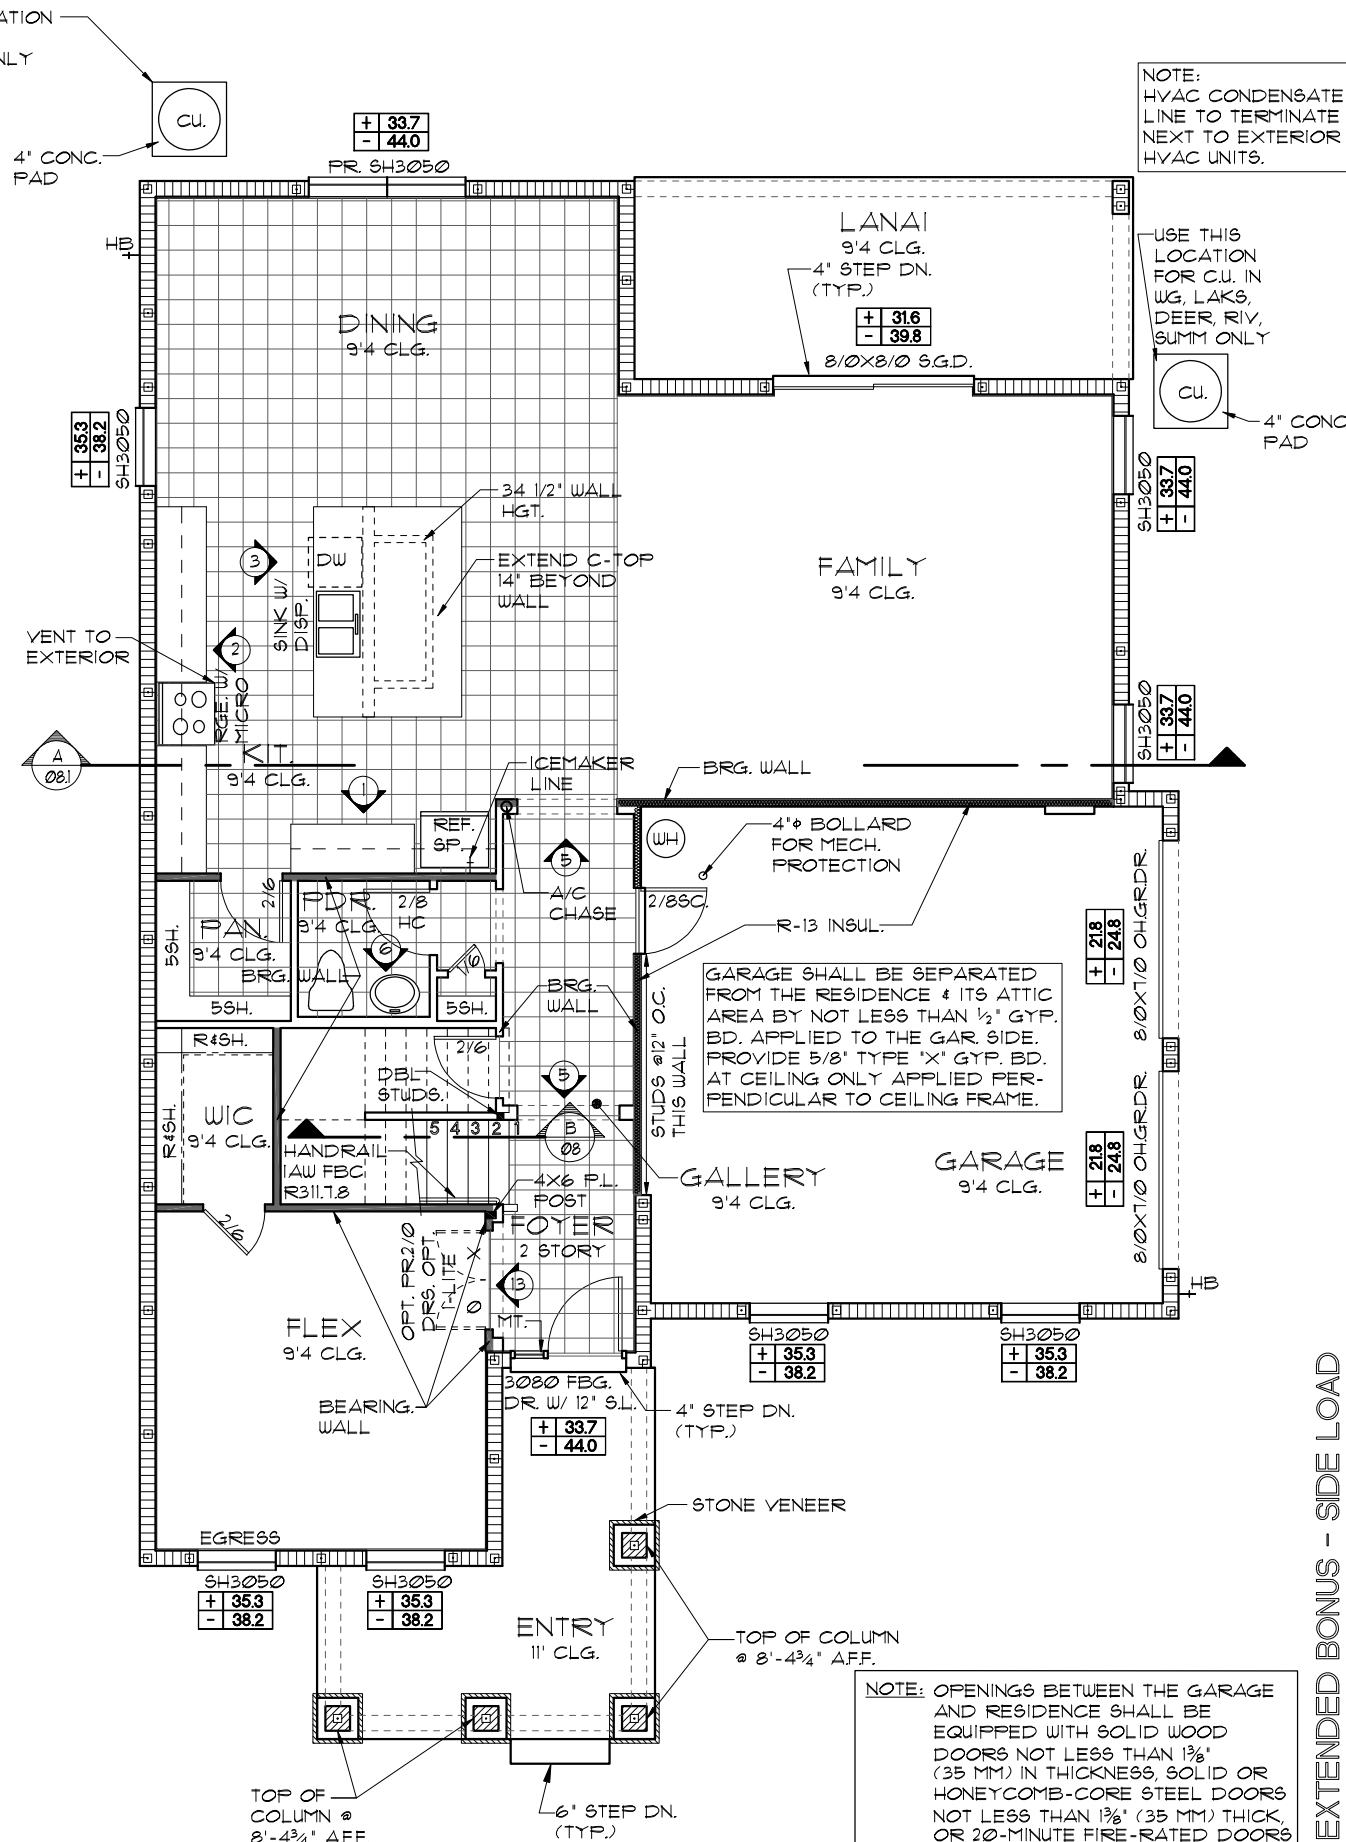 ATION
NLY
CU.
4" CONC.
PAD
+ 33.7
- 44.0
PR. SH3050
NOTE:
HVAC CONDENSATE
LINE TO TERMINATE
NEXT TO EXTERIOR
HVAC UNITS.
HB
LANAI
9'4 CLG.
4" STEP DN.
(TYP.)
+ 31.6
- 39.8
8/0X8/0 S.G.D.
USE THIS
LOCATION
FOR C.U. IN
WG, LAKS,
DEER, RIV,
SUMM ONLY
CU.
4" CONC
PAD
DINING
9'4 CLG.
+ 35.3
- 38.2
SH3050
34 1/2" WALL
HGT.
EXTEND C-TOP
14" BEYOND
WALL
3
DW
SINK W/
DISP.
2
VENT TO
EXTERIOR
RGE. W/
MICRO
KIT.
9'4 CLG.
A
08.1
1
ICEMAKER
LINE
REF.
SP.
FAMILY
9'4 CLG.
SH3050
+ 33.7
- 44.0
SH3050
+ 33.7
- 44.0
BRG. WALL
WH
4"ϕ BOLLARD
FOR MECH.
PROTECTION
5
A/C
CHASE
2/8SC.
R-13 INSUL.
2/6
PAN.
9'4 CLG.
5SH.
5SH.
PDR.
9'4 CLG.
2/8
HC
6
BRG. WALL
1/6
5SH.
BRG.
WALL
STUDS @12" O.C.
THIS WALL
GARAGE SHALL BE SEPARATED
FROM THE RESIDENCE & ITS ATTIC
AREA BY NOT LESS THAN ½" GYP.
BD. APPLIED TO THE GAR. SIDE.
PROVIDE 5/8" TYPE "X" GYP. BD.
AT CEILING ONLY APPLIED PER-
PENDICULAR TO CEILING FRAME.
+ 21.8
- 24.8
8/0X7/0 OH.GR.DR.
+ 21.8
- 24.8
8/0X7/0 OH.GR.DR.
R&SH.
R&SH.
WIC
9'4 CLG.
2/6
DBL
STUDS.
5
5 4 3 2 1
B
08
HANDRAIL
IAW FBC
R311.7.8
4X6 P.L.
POST
GALLERY
9'4 CLG.
GARAGE
9'4 CLG.
FOYER
2 STORY
2/6
OPT. PR.2/0
DRS. OPT.
T-LITE
X
0
13
MT.
HB
FLEX
9'4 CLG.
BEARING.
WALL
3080 FBG.
DR. W/ 12" S.L.
+ 33.7
- 44.0
4" STEP DN.
(TYP.)
SH3050
+ 35.3
- 38.2
SH3050
+ 35.3
- 38.2
STONE VENEER
EGRESS
SH3050
+ 35.3
- 38.2
SH3050
+ 35.3
- 38.2
ENTRY
11' CLG.
TOP OF COLUMN
@ 8'-4¾" A.F.F.
TOP OF
COLUMN @
8'-4¾" AFF
6" STEP DN.
(TYP.)
NOTE: OPENINGS BETWEEN THE GARAGE
AND RESIDENCE SHALL BE
EQUIPPED WITH SOLID WOOD
DOORS NOT LESS THAN 1⅜"
(35 MM) IN THICKNESS, SOLID OR
HONEYCOMB-CORE STEEL DOORS
NOT LESS THAN 1⅜" (35 MM) THICK,
OR 20-MINUTE FIRE-RATED DOORS
EXTENDED BONUS - SIDE LOAD